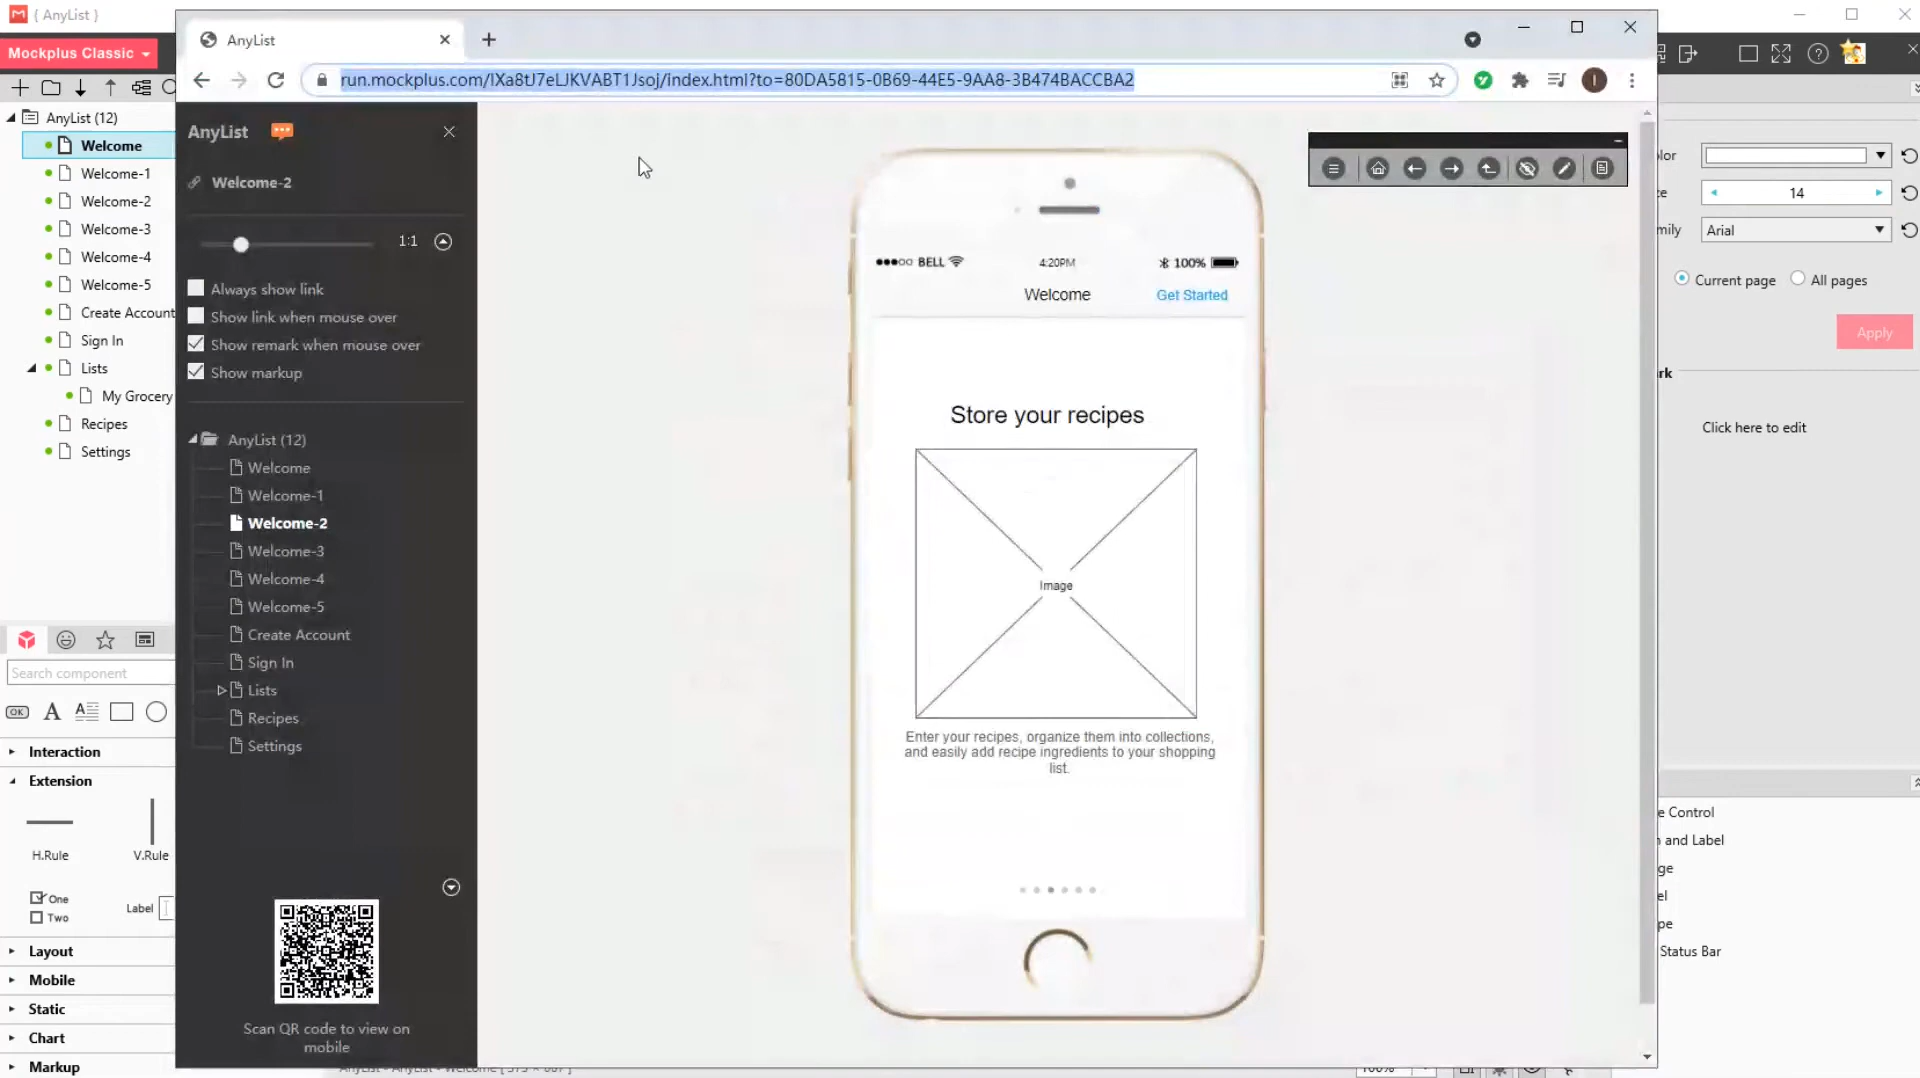 { AnyList }
Mockplus Classic
AnyList (12)
Welcome
Welcome-1
Welcome-2
Welcome-3
Welcome-4
Welcome-5
Create Account
Sign In
Lists
My Grocery
Recipes
Settings
Search component
OK
Interaction
Extension
H.Rule
V.Rule
One
Two
Label
Layout
Mobile
Static
Chart
Markup
AnyList
run.mockplus.com/lXa8tJ7eLJKVABT1Jsoj/index.html?to=80DA5815-0B69-44E5-9AA8-3B474BACCBA2
AnyList
Welcome-2
1:1
Always show link
Show link when mouse over
Show remark when mouse over
Show markup
AnyList (12)
Welcome
Welcome-1
Welcome-2
Welcome-3
Welcome-4
Welcome-5
Create Account
Sign In
Lists
Recipes
Settings
Scan QR code to view on
mobile
BELL 4:20PM 100%
Welcome Get Started
Store your recipes
Image
Enter your recipes, organize them into collections,
and easily add recipe ingredients to your shopping
list.
I
lor
14
mily Arial
Current page All pages
Apply
rk
Click here to edit
e Control
n and Label
ge
el
pe
Status Bar